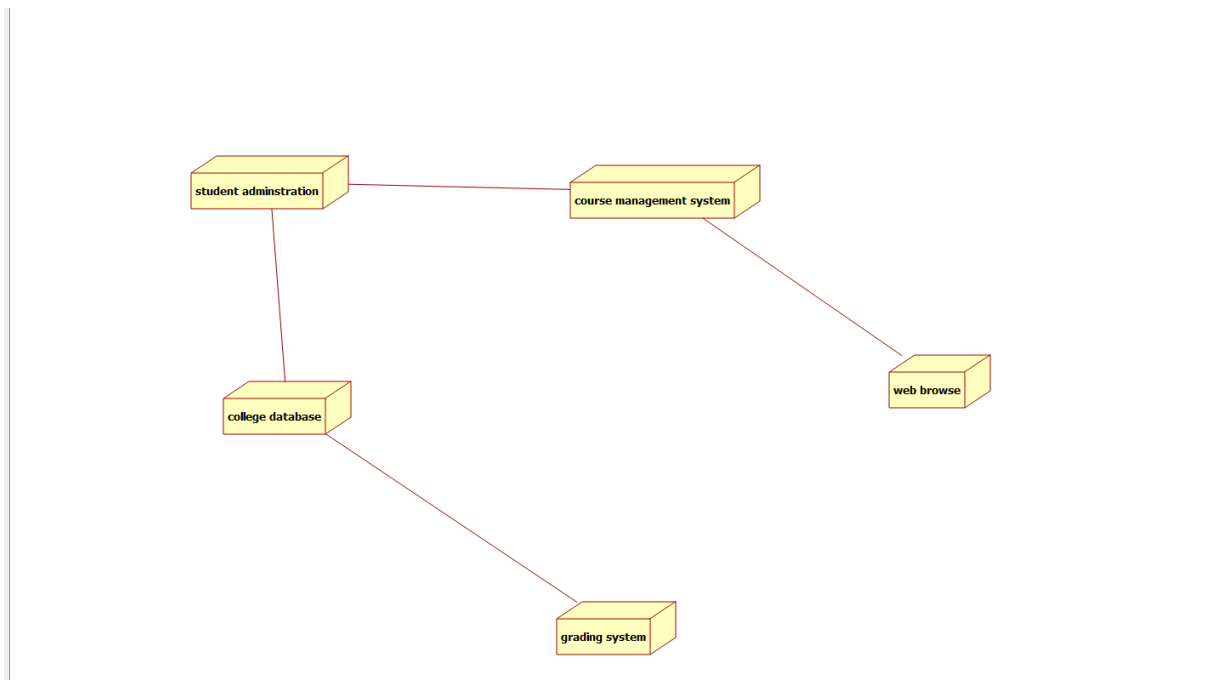 student adminstration
course management system
web browse
college database
grading system